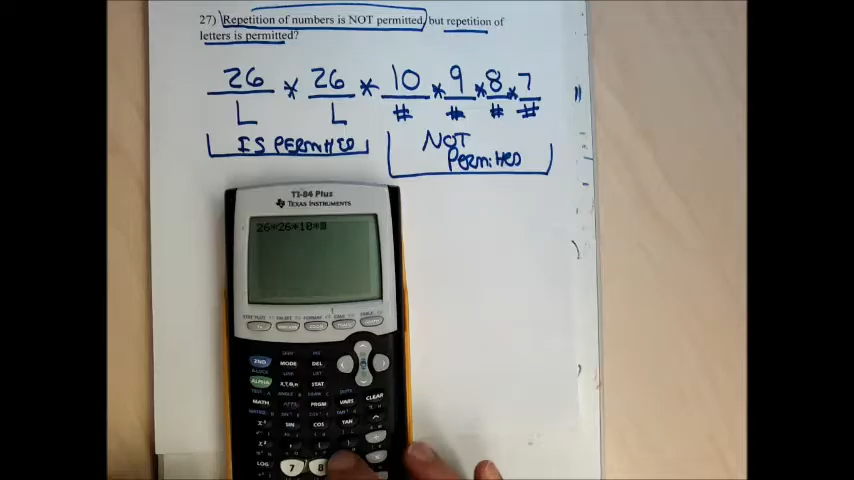 27) Repetition of numbers is NOT permitted, but repetition of
letters is permitted?
26 * 26 * 10 * 9 * 8 * 7
L L # # # #
IS PERMITTED NOT
PERMITTED
TI-84 Plus
TEXAS INSTRUMENTS
26*26*10*
2ND MODE DEL
ALPHA X,T,θ,n STAT
MATH APPS PRGM VARS CLEAR
SIN COS TAN
LOG 7 8